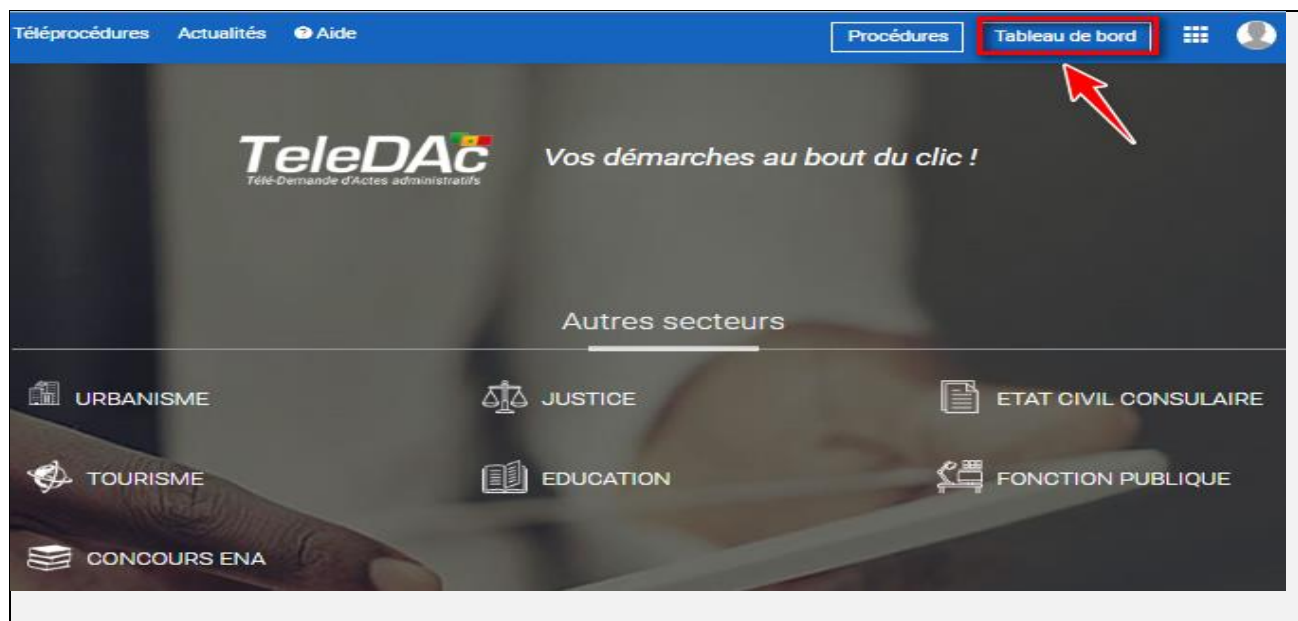 Téléprocédures Actualités Aide Procédures Tableau de bord
TeleDAc Vos démarches au bout du clic !
Télé-Demande d'Actes administratifs
Autres secteurs
URBANISME JUSTICE ETAT CIVIL CONSULAIRE
TOURISME EDUCATION FONCTION PUBLIQUE
CONCOURS ENA